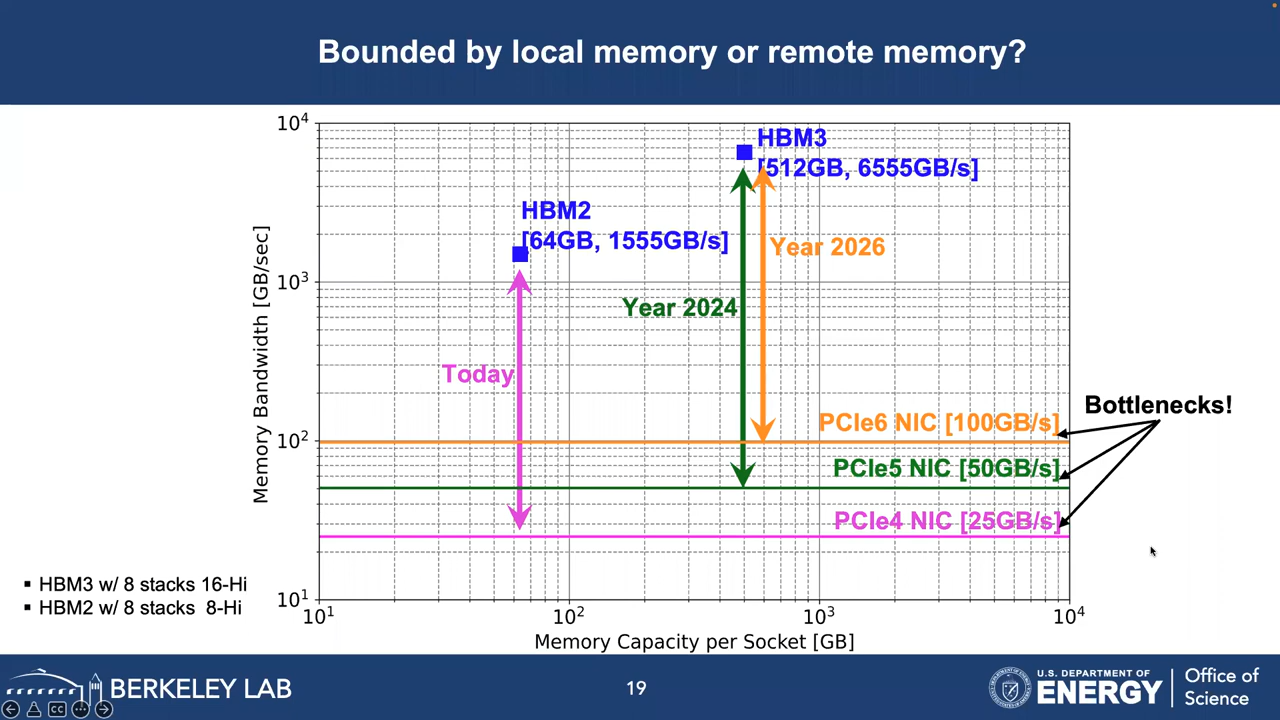 Bounded by local memory or remote memory?
10⁴
HBM3
[512GB, 6555GB/s]
HBM2
[64GB, 1555GB/s]
Year 2026
10³
Year 2024
Today
Memory Bandwidth [GB/sec]
Bottlenecks!
PCIe6 NIC [100GB/s]
10²
PCIe5 NIC [50GB/s]
PCIe4 NIC [25GB/s]
▪ HBM3 w/ 8 stacks 16-Hi
▪ HBM2 w/ 8 stacks 8-Hi
10¹
10¹ 10² 10³ 10⁴
Memory Capacity per Socket [GB]
BERKELEY LAB
CC
19
U.S. DEPARTMENT OF
ENERGY
Office of
Science